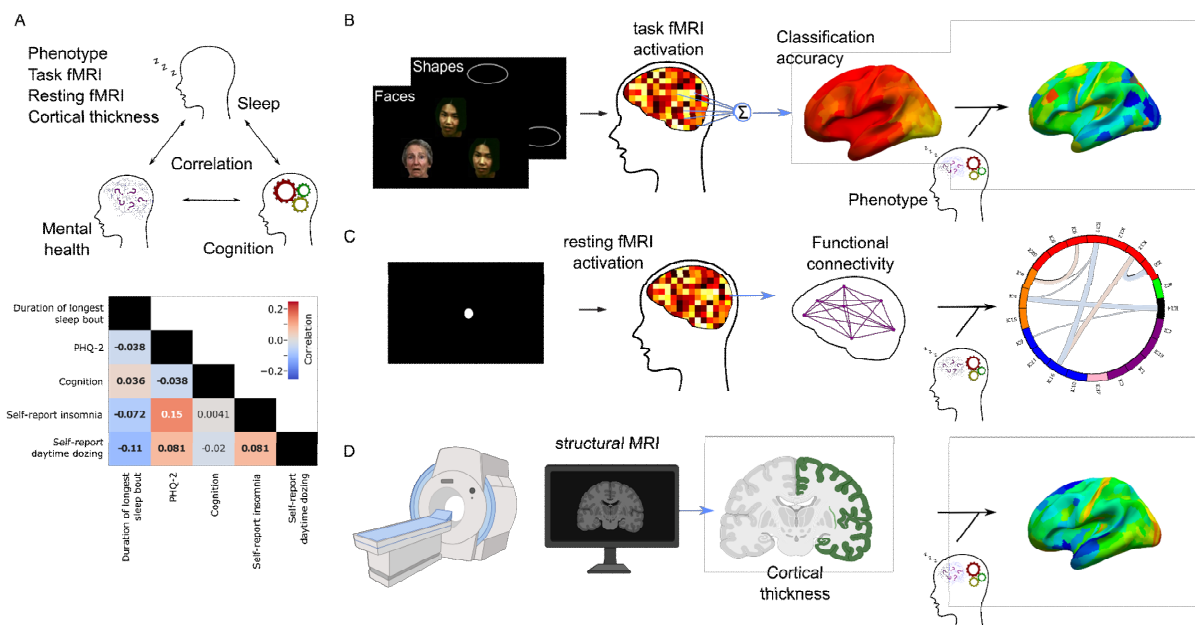 A
Phenotype
Task fMRI
Resting fMRI
Cortical thickness
z z z
Sleep
Correlation
Mental
health
Cognition
Duration of longest
sleep bout
PHQ-2
Cognition
Self-report insomnia
Self-report
daytime dozing
-0.038
0.036
-0.038
-0.072
0.15
0.0041
-0.11
0.081
-0.02
0.081
0.2
0.0
-0.2
Correlation
Duration of longest
sleep bout
PHQ-2
Cognition
Self-report insomnia
Self-report
daytime dozing
B
Shapes
Faces
task fMRI
activation
Σ
Classification
accuracy
z z z
Phenotype
C
resting fMRI
activation
Functional
connectivity
z z z
D
structural MRI
Cortical
thickness
z z z